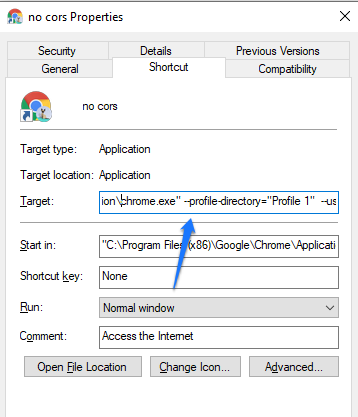 no cors Properties
Security Details Previous Versions
General Shortcut Compatibility
no cors
Target type: Application
Target location: Application
Target: ion\chrome.exe" --profile-directory="Profile 1" --us
Start in: "C:\Program Files (x86)\Google\Chrome\Applicati
Shortcut key: None
Run: Normal window
Comment: Access the Internet
Open File Location Change Icon... Advanced...